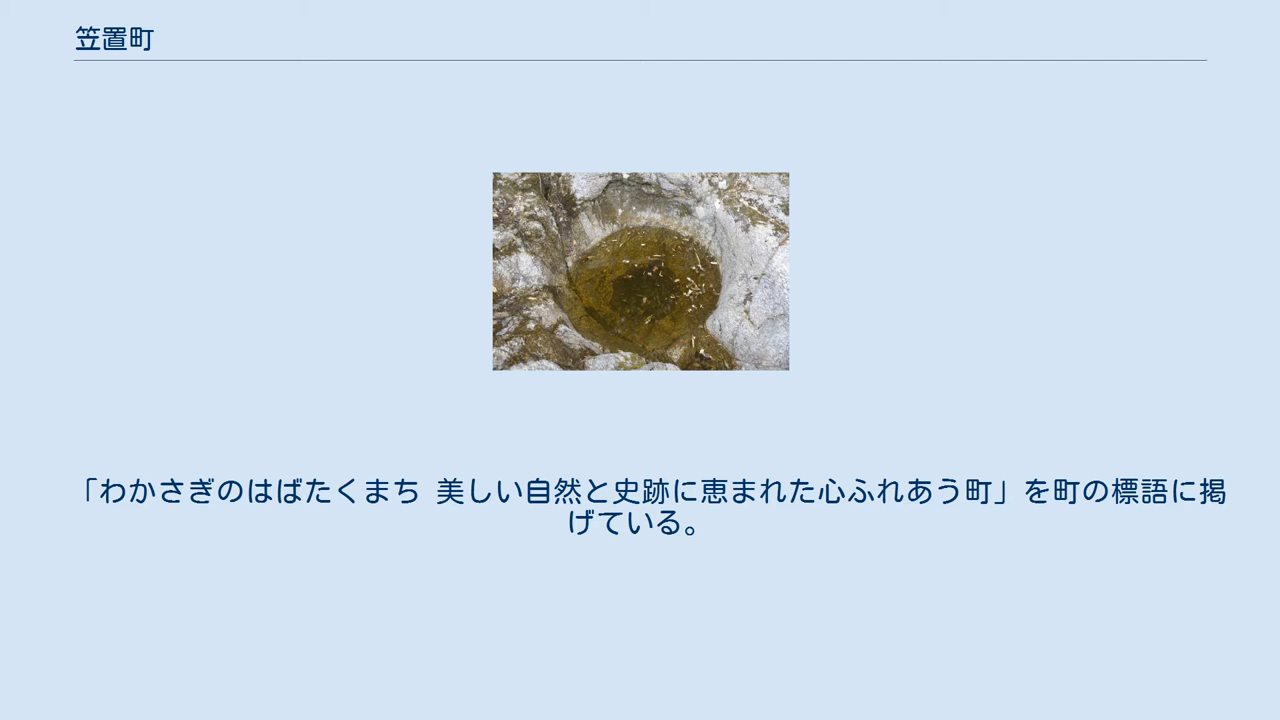 笠置町
「わかさぎのはばたくまち 美しい自然と史跡に恵まれた心ふれあう町」を町の標語に掲
げている。